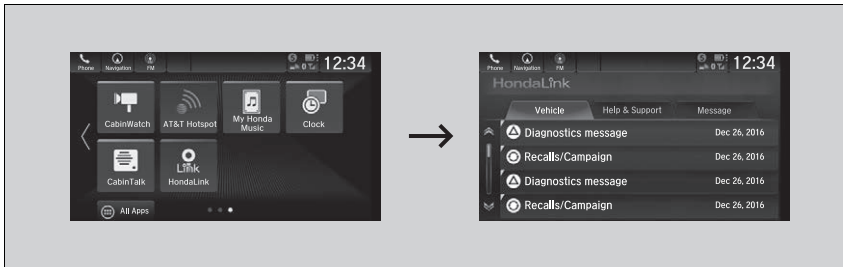 Phone Navigation FM 12:34
CabinWatch AT&T Hotspot My Honda Music Clock
CabinTalk Link HondaLink
All Apps
Phone Navigation FM 12:34
HondaLink
Vehicle Help & Support Message
Diagnostics message Dec 26, 2016
Recalls/Campaign Dec 26, 2016
Diagnostics message Dec 26, 2016
Recalls/Campaign Dec 26, 2016